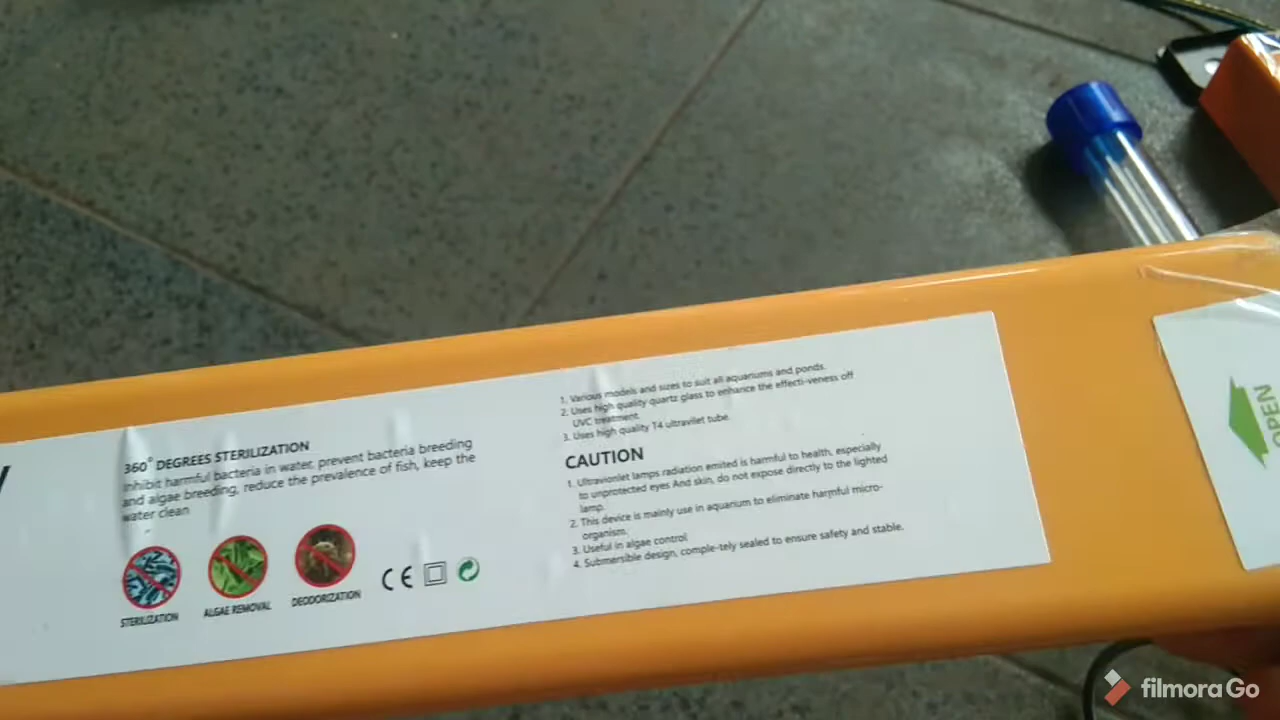 360° DEGREES STERILIZATION
Inhibit harmful bacteria in water, prevent bacteria breeding
and algae breeding, reduce the prevalence of fish, keep the
water clean
STERILIZATION
ALGAE REMOVAL
DEODORIZATION
CE
1. Various models and sizes to suit all aquariums and ponds.
2. Uses high quality quartz glass to enhance the effecti-veness off
UVC treatment.
3. Uses high quality T4 ultravilet tube.
CAUTION
1. Ultravionlet lamps radiation emited is harmful to health, especially
to unprotected eyes And skin, do not expose directly to the lighted
lamp.
2. This device is mainly use in aquarium to eliminate harmful micro-
organism.
3. Useful in algae control
4. Submersible design, comple-tely sealed to ensure safety and stable.
OPEN
filmoraGo